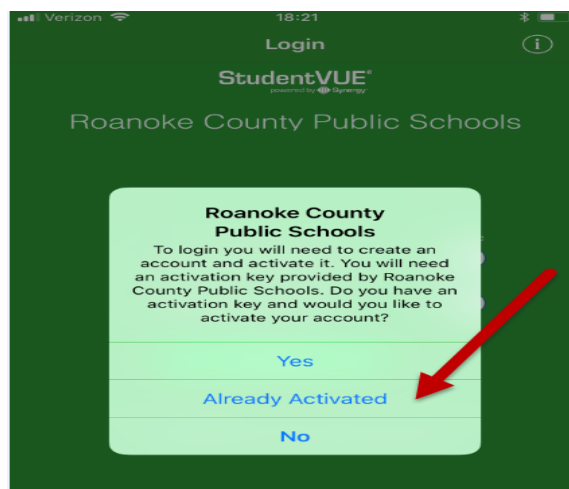 Verizon 18:21
Login
StudentVUE®
powered by Synergy
Roanoke County Public Schools
Roanoke County
Public Schools
To login you will need to create an
account and activate it. You will need
an activation key provided by Roanoke
County Public Schools. Do you have an
activation key and would you like to
activate your account?
Yes
Already Activated
No